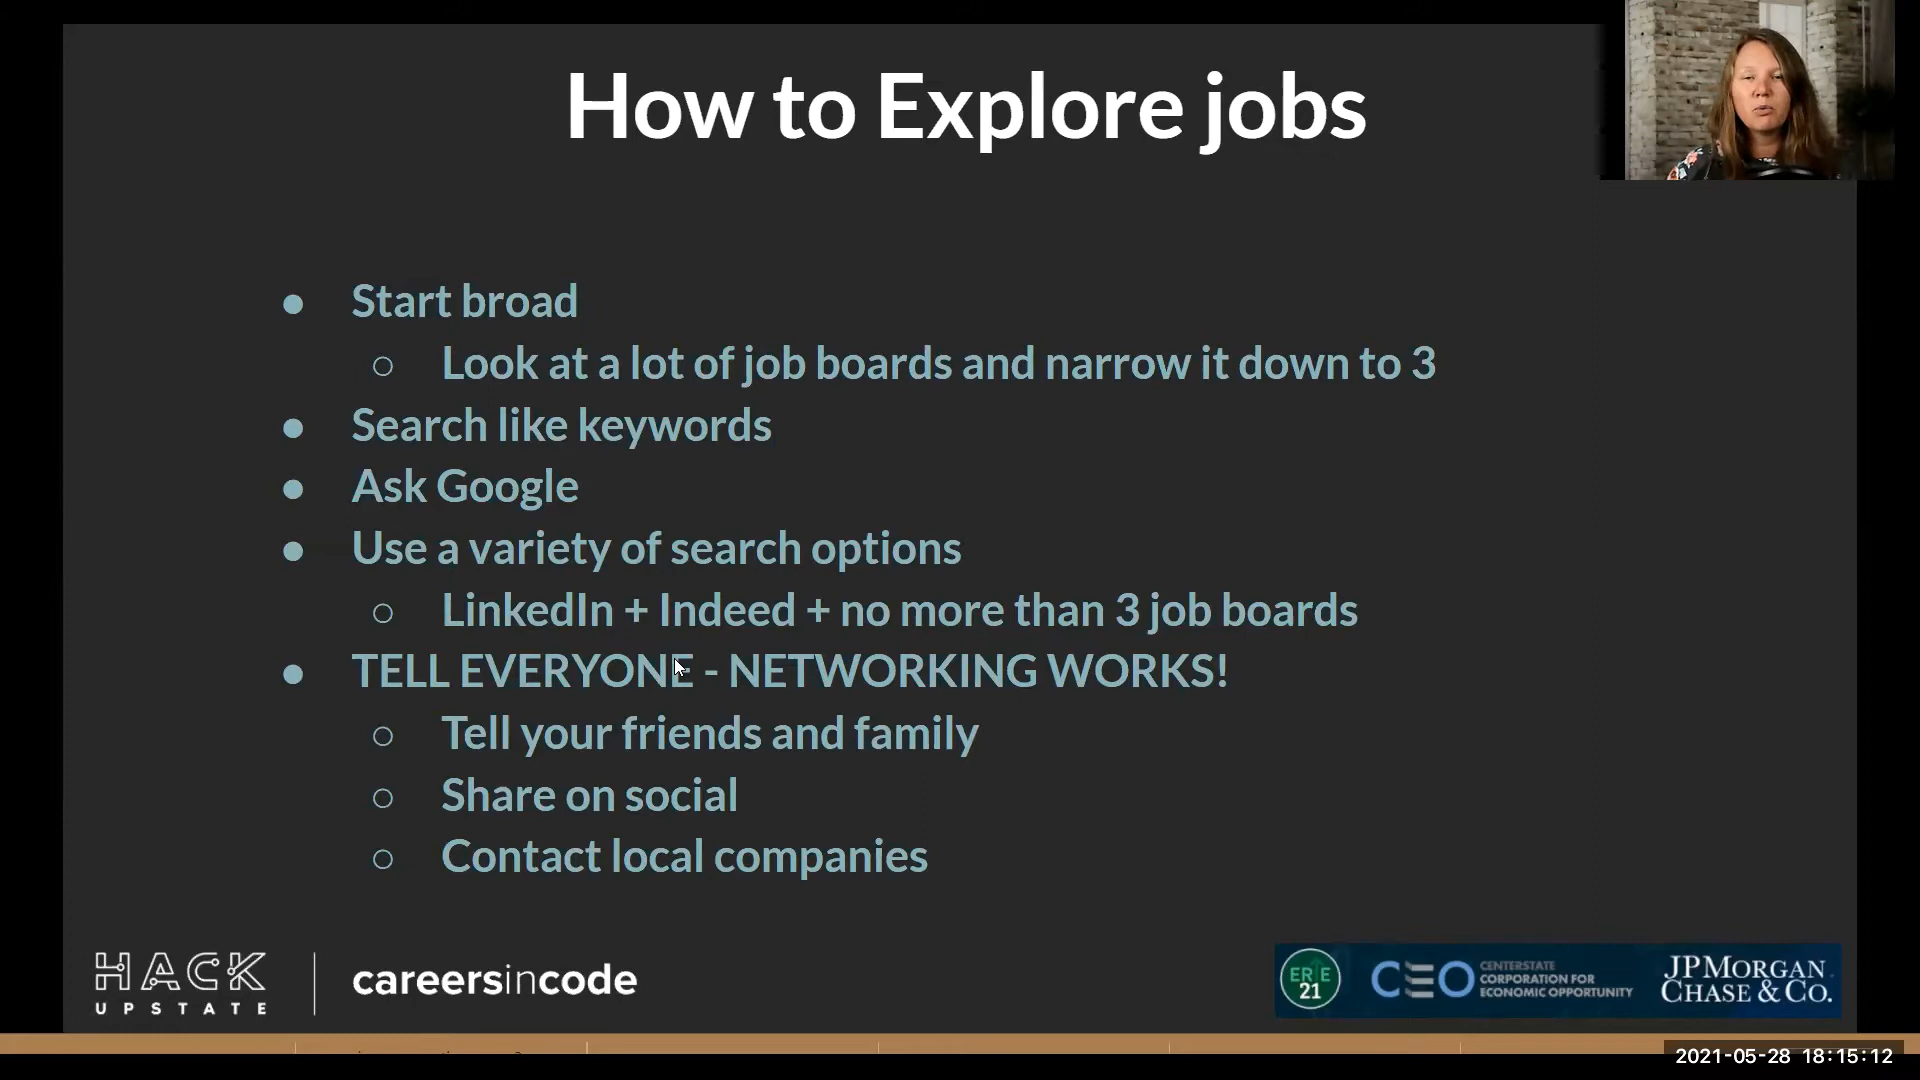 How to Explore jobs
● Start broad
○ Look at a lot of job boards and narrow it down to 3
● Search like keywords
● Ask Google
● Use a variety of search options
○ LinkedIn + Indeed + no more than 3 job boards
● TELL EVERYONE - NETWORKING WORKS!
○ Tell your friends and family
○ Share on social
○ Contact local companies
HACK
UPSTATE
careersincode
ERIE
21
CEO
CENTERSTATE
CORPORATION FOR
ECONOMIC OPPORTUNITY
JPMORGAN
CHASE & CO.
2021-05-28 18:15:12